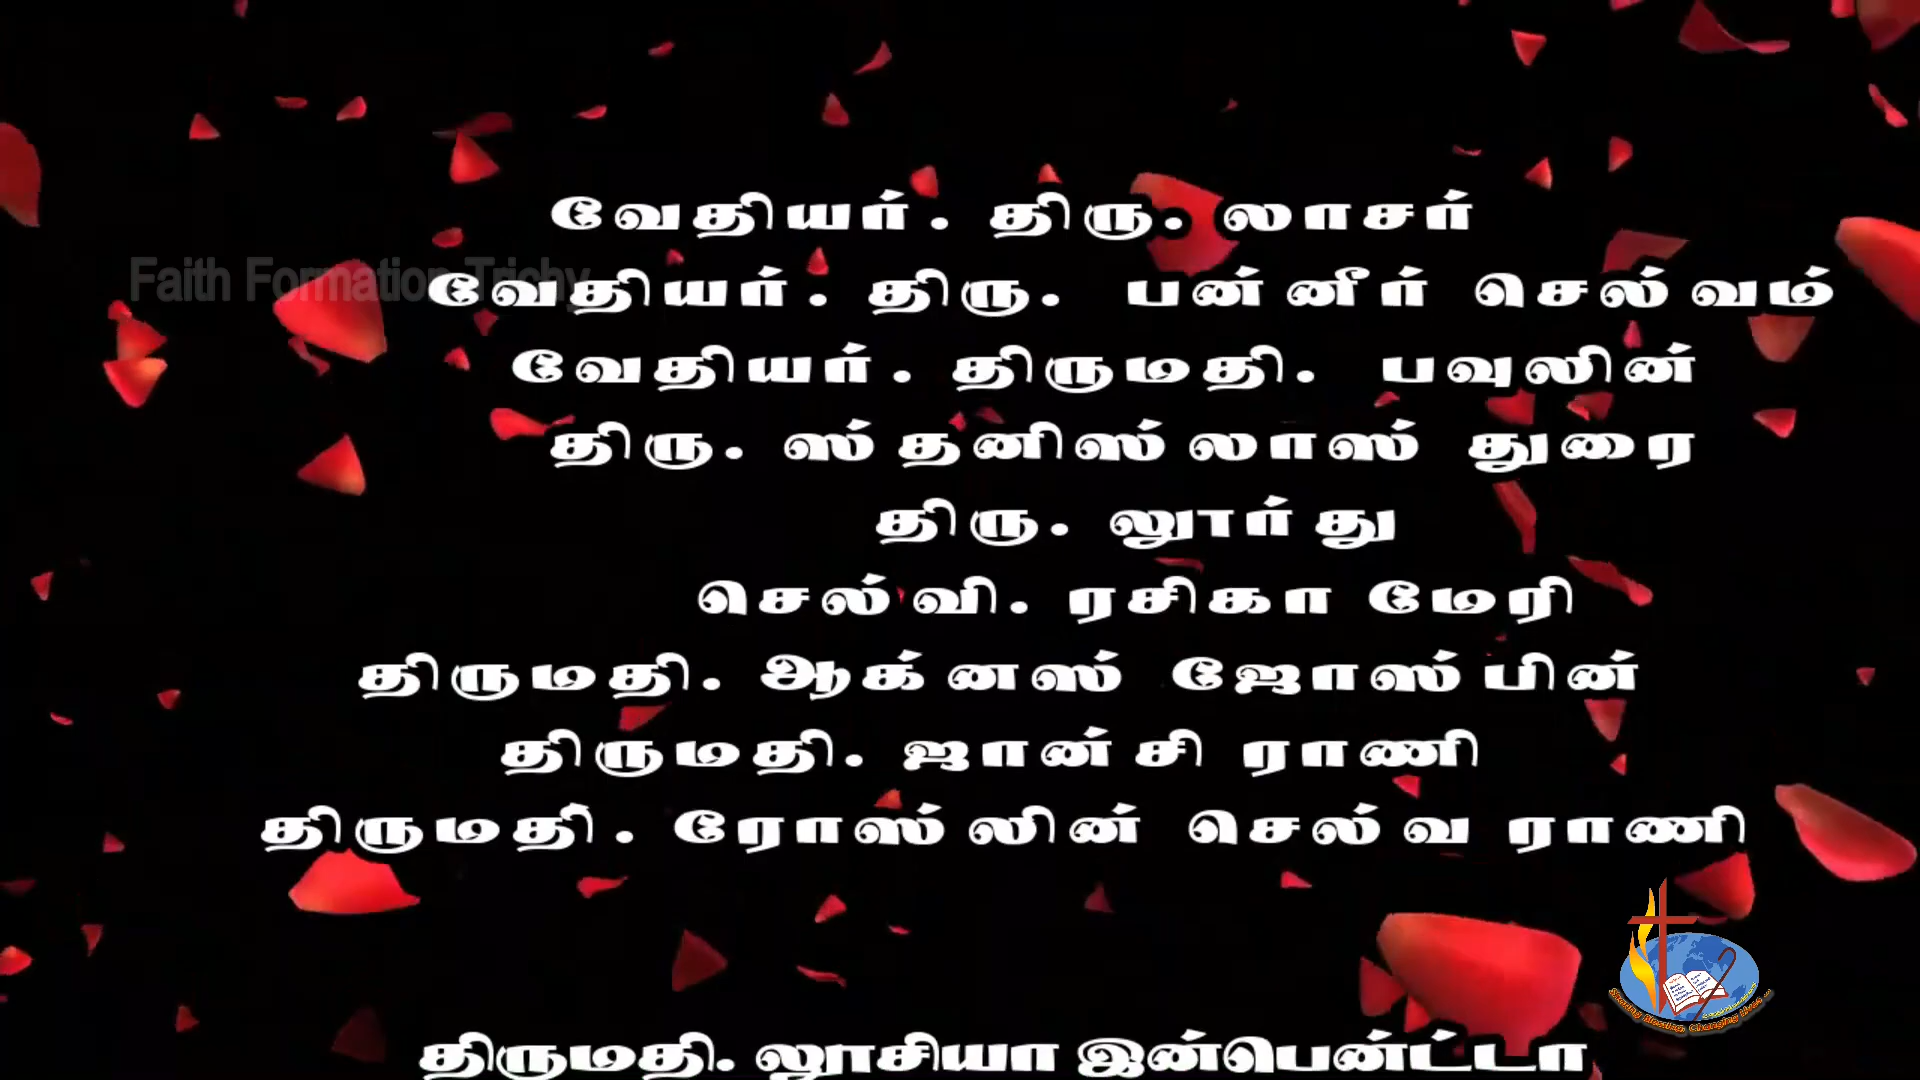 வேதியர். திரு. லாசர்
Faith Formation Trichy
வேதியர். திரு. பன்னீர் செல்வம்
வேதியர். திருமதி. பவுலின்
திரு. ஸ்தனிஸ்லாஸ் துரை
திரு. லூர்து
செல்வி. ரசிகா மேரி
திருமதி. ஆக்னஸ் ஜோஸ்பின்
திருமதி. ஜான்சி ராணி
திருமதி. ரோஸ்லின் செல்வ ராணி
திருமதி. லூசியா இன்பென்ட்டா